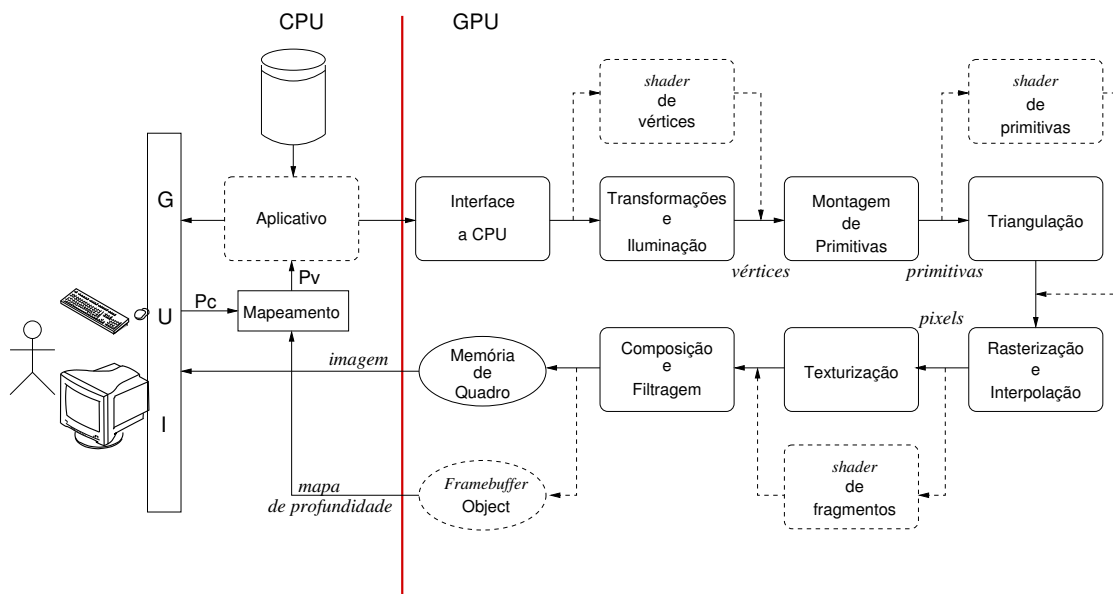 CPU
GPU
shader
de
vértices
shader
de
primitivas
G
U
I
Aplicativo
Interface
a CPU
Transformações
e
Iluminação
Montagem
de
Primitivas
Triangulação
vértices
primitivas
Pv
Pc
Mapeamento
pixels
imagem
Memória
de
Quadro
Composição
e
Filtragem
Texturização
Rasterização
e
Interpolação
mapa
de profundidade
Framebuffer
Object
shader
de
fragmentos